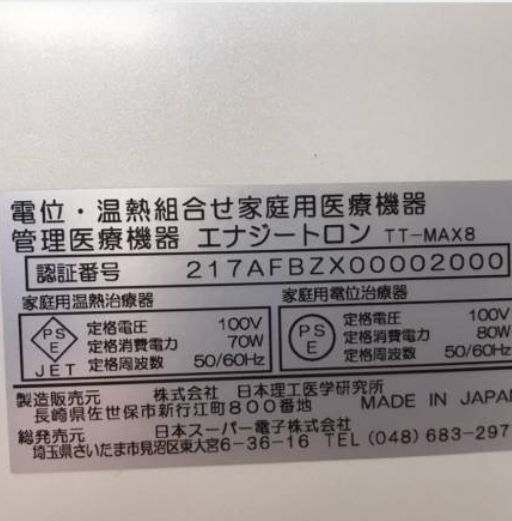 電位・温熱組合せ家庭用医療機器
管理医療機器 エナジートロン TT-MAX8
認証番号 217AFBZX00002000
家庭用温熱治療器
PS
E
JET
定格電圧 100V
定格消費電力 70W
定格周波数 50/60Hz
家庭用電位治療器
PS
E
定格電圧 100V
定格消費電力 80W
定格周波数 50/60Hz
製造販売元 株式会社 日本理工医学研究所
長崎県佐世保市新行江町800番地 MADE IN JAPAN
総発売元 日本スーパー電子株式会社
埼玉県さいたま市見沼区東大宮6-36-16 TEL (048) 683-297